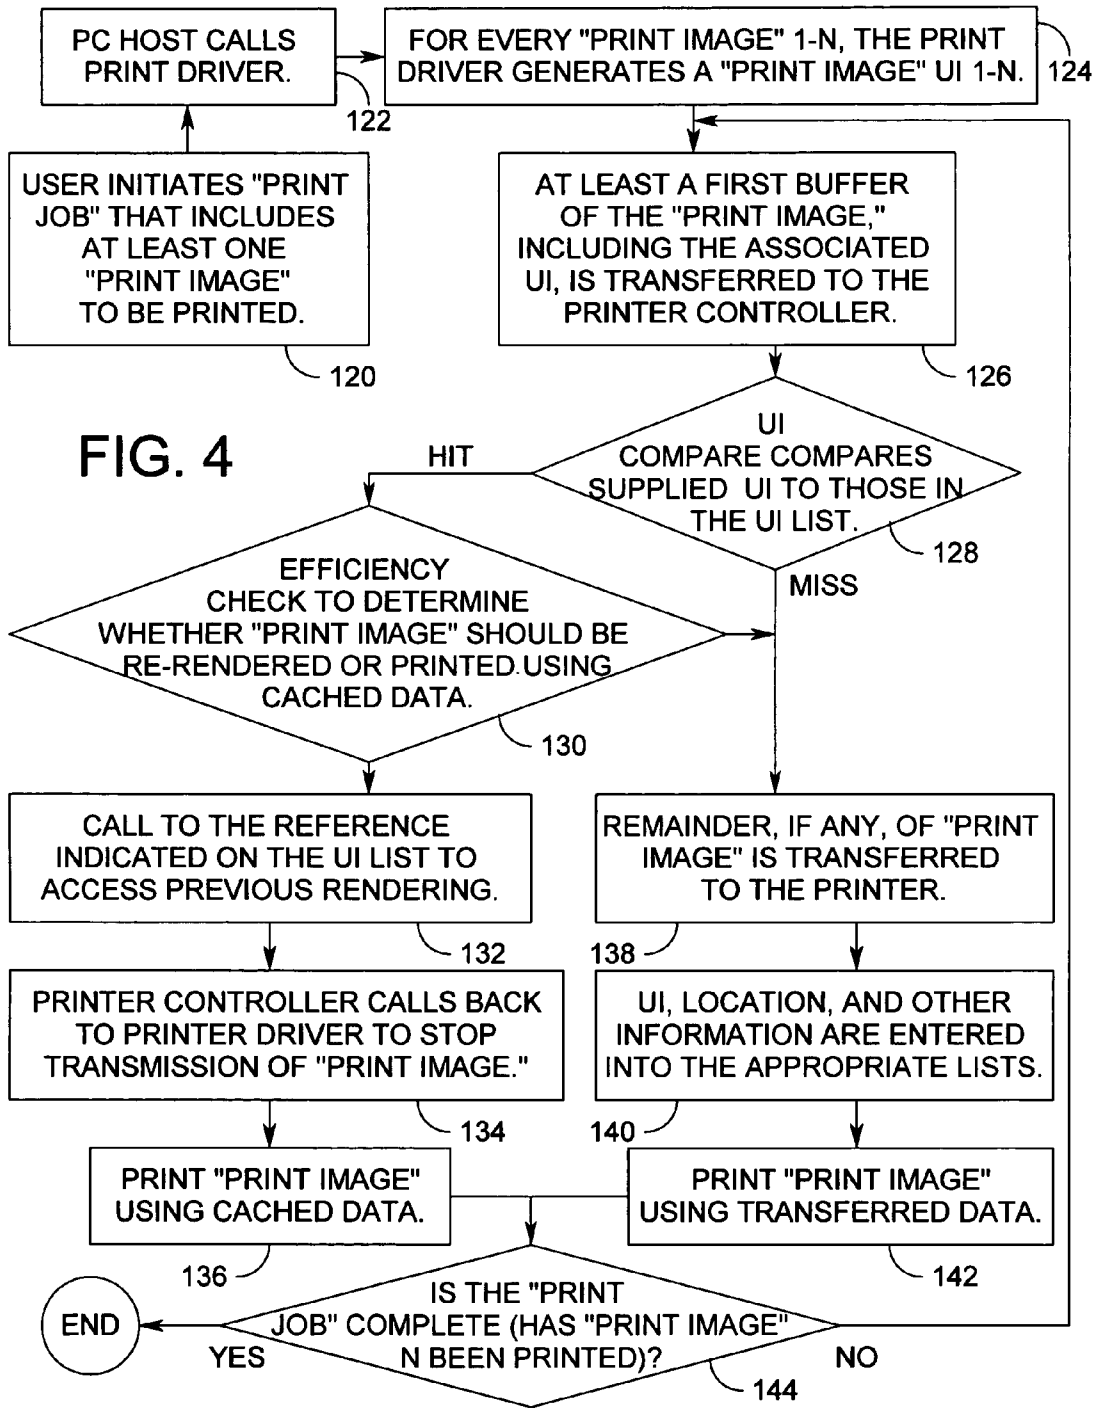 PC HOST CALLS
PRINT DRIVER.
122
FOR EVERY "PRINT IMAGE" 1-N, THE PRINT
DRIVER GENERATES A "PRINT IMAGE" UI 1-N.
124
USER INITIATES "PRINT
JOB" THAT INCLUDES
AT LEAST ONE
"PRINT IMAGE"
TO BE PRINTED.
120
AT LEAST A FIRST BUFFER
OF THE "PRINT IMAGE,"
INCLUDING THE ASSOCIATED
UI, IS TRANSFERRED TO THE
PRINTER CONTROLLER.
126
FIG. 4
HIT
UI
COMPARE COMPARES
SUPPLIED UI TO THOSE IN
THE UI LIST.
128
MISS
EFFICIENCY
CHECK TO DETERMINE
WHETHER "PRINT IMAGE" SHOULD BE
RE-RENDERED OR PRINTED USING
CACHED DATA.
130
CALL TO THE REFERENCE
INDICATED ON THE UI LIST TO
ACCESS PREVIOUS RENDERING.
132
REMAINDER, IF ANY, OF "PRINT
IMAGE" IS TRANSFERRED
TO THE PRINTER.
138
PRINTER CONTROLLER CALLS BACK
TO PRINTER DRIVER TO STOP
TRANSMISSION OF "PRINT IMAGE."
134
UI, LOCATION, AND OTHER
INFORMATION ARE ENTERED
INTO THE APPROPRIATE LISTS.
140
PRINT "PRINT IMAGE"
USING CACHED DATA.
136
PRINT "PRINT IMAGE"
USING TRANSFERRED DATA.
142
IS THE "PRINT
JOB" COMPLETE (HAS "PRINT IMAGE"
N BEEN PRINTED)?
144
END
YES
NO